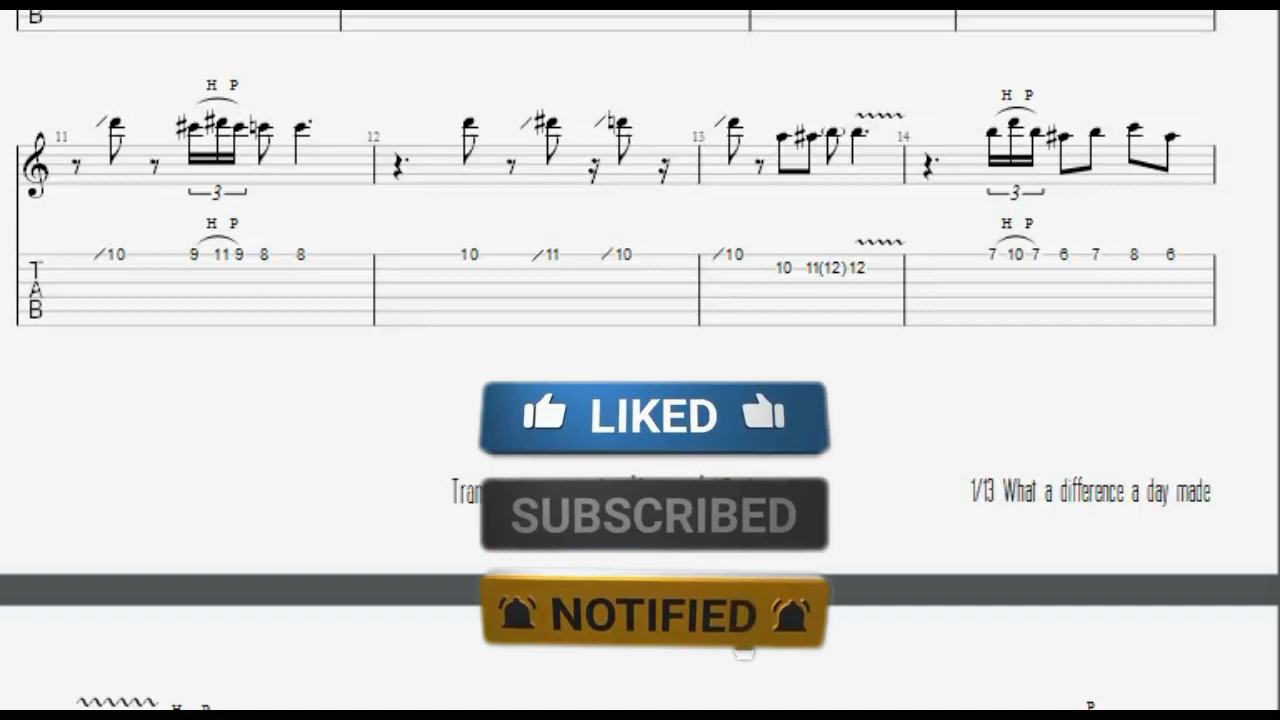 B
H P
H P
11
12
13
14
3
3
H P
H P
10 9 11 9 8 8 10 11 10 10 7 10 7 6 7 8 6
10 11(12) 12
T
A
B
LIKED
1/13 What a difference a day made
SUBSCRIBED
NOTIFIED
P